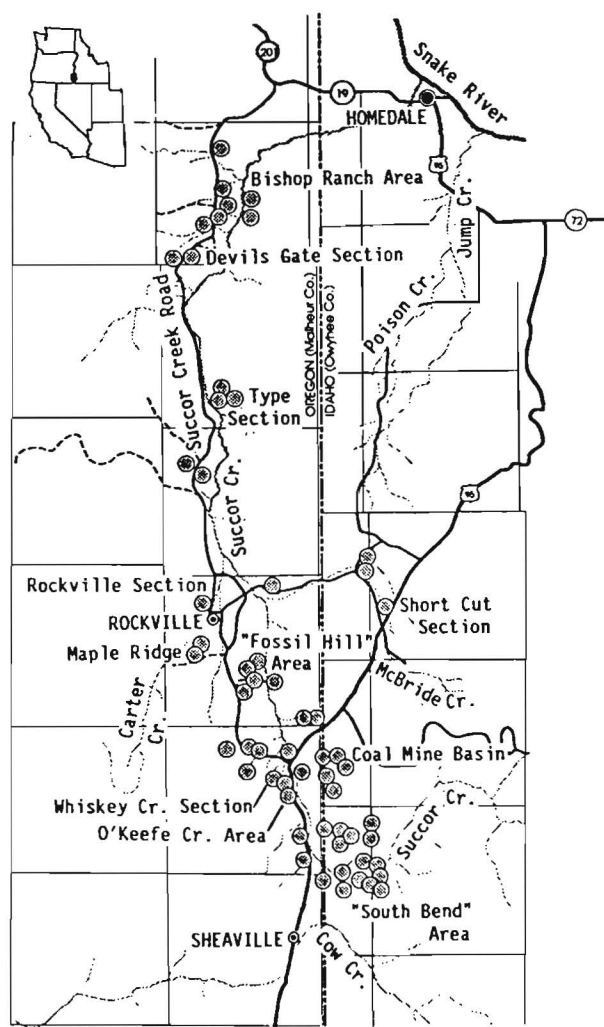 201
19
HOMEDALE
Snake River
95
Bishop Ranch Area
Jump Cr.
72
Devils Gate Section
Poison Cr.
Succor Creek Road
OREGON (Malheur Co.)
IDAHO (Owyhee Co.)
Type
Section
Succor Cr.
95
Rockville Section
ROCKVILLE
Short Cut
Section
"Fossil Hill"
Area
Maple Ridge
McBride Cr.
Carter
Cr.
Coal Mine Basin
Whiskey Cr. Section
O'Keefe Cr. Area
Succor Cr.
"South Bend"
Area
SHEAVILLE
Cow Cr.